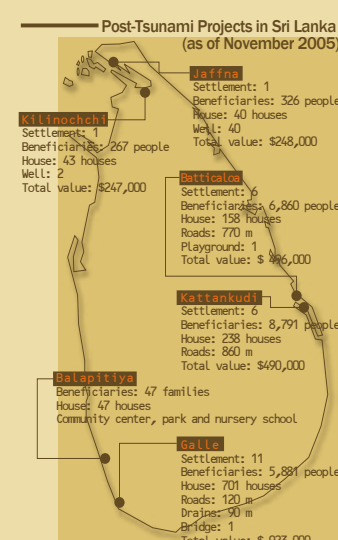 Post-Tsunami Projects in Sri Lanka
(as of November 2005)
Jaffna
Settlement: 1
Beneficiaries: 326 people
House: 40 houses
Well: 40
Total value: $248,000
Kilinochchi
Settlement: 1
Beneficiaries: 267 people
House: 43 houses
Well: 2
Total value: $247,000
Batticaloa
Settlement: 6
Beneficiaries: 6,860 people
House: 158 houses
Roads: 770 m
Playground: 1
Total value: $ 496,000
Kattankudi
Settlement: 6
Beneficiaries: 8,791 people
House: 238 houses
Roads: 860 m
Total value: $490,000
Balapitiya
Beneficiaries: 47 families
House: 47 houses
Community center, park and nursery school
Galle
Settlement: 11
Beneficiaries: 5,881 people
House: 701 houses
Roads: 120 m
Drains: 90 m
Bridge: 1
Total value: $ 923,000